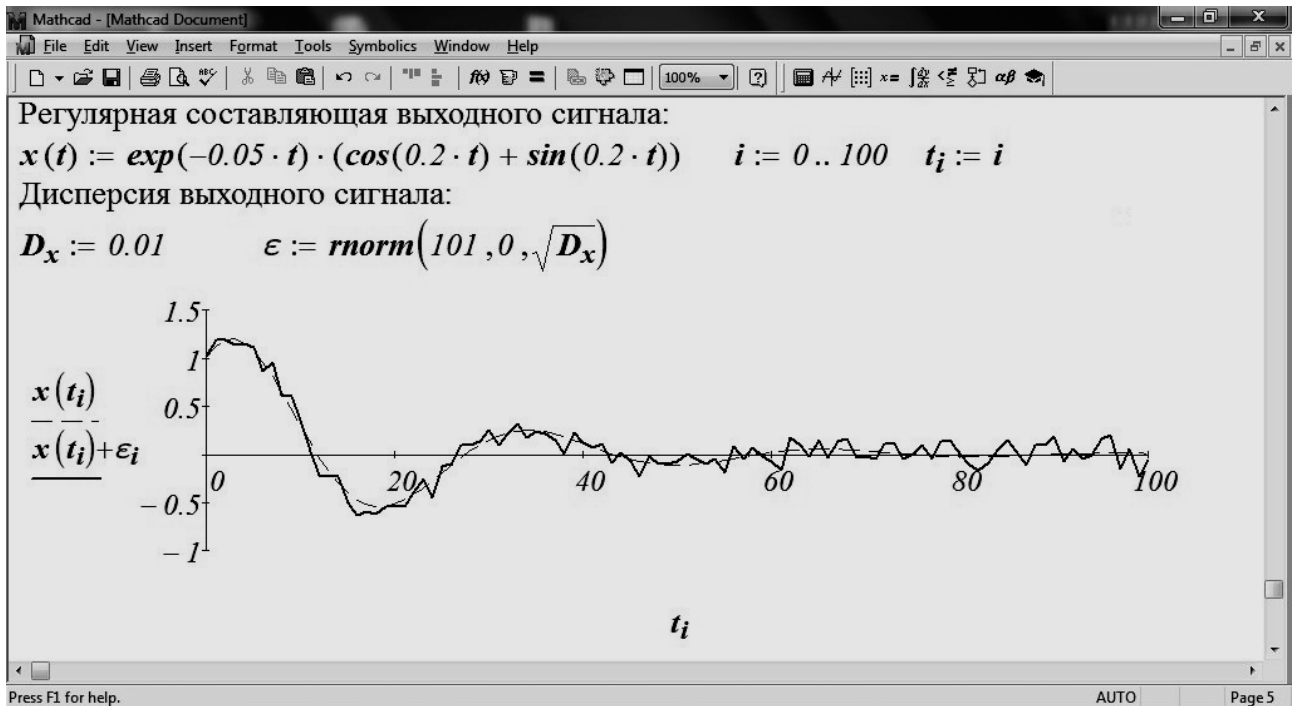 Mathcad - [Mathcad Document]
File Edit View Insert Format Tools Symbolics Window Help
100%
Регулярная составляющая выходного сигнала:
x(t) := exp(−0.05 · t) · (cos(0.2 · t) + sin(0.2 · t)) i := 0 .. 100 tᵢ := i
Дисперсия выходного сигнала:
Dₓ := 0.01 ε := rnorm(101 ,0 ,√Dₓ)
1.5
1
0.5
− 0.5
− 1
x(tᵢ)
x(tᵢ)+εᵢ
0 20 40 60 80 100
tᵢ
Press F1 for help. AUTO Page 5